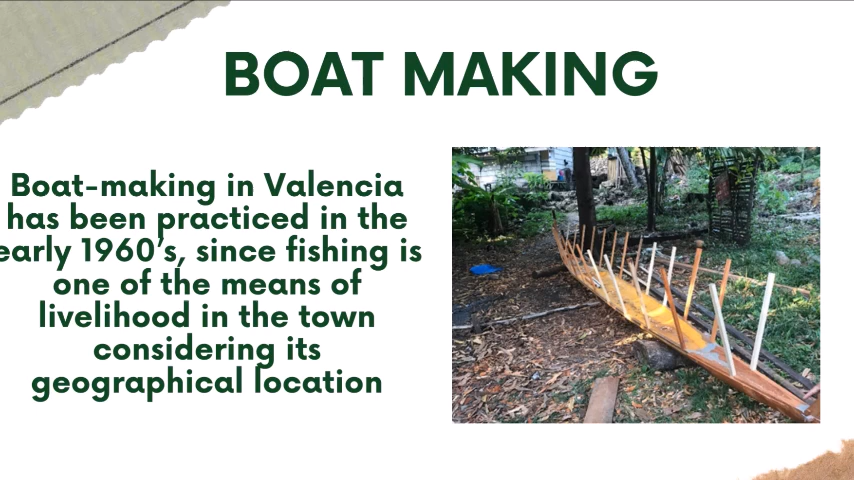 BOAT MAKING
Boat-making in Valencia
has been practiced in the
early 1960's, since fishing is
one of the means of
livelihood in the town
considering its
geographical location